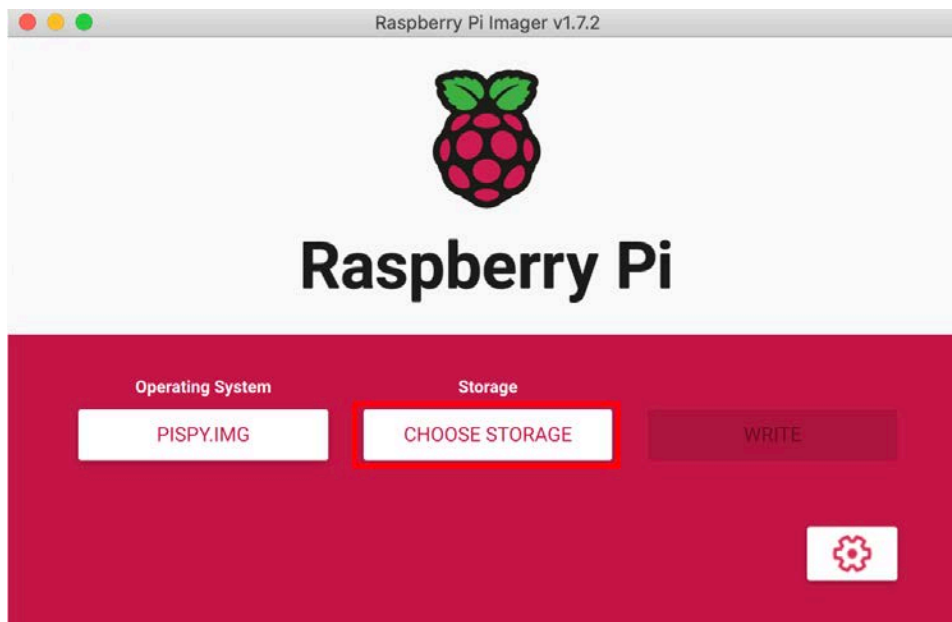 Raspberry Pi Imager v1.7.2
Raspberry Pi
Operating System
Storage
PISPY.IMG
CHOOSE STORAGE
WRITE